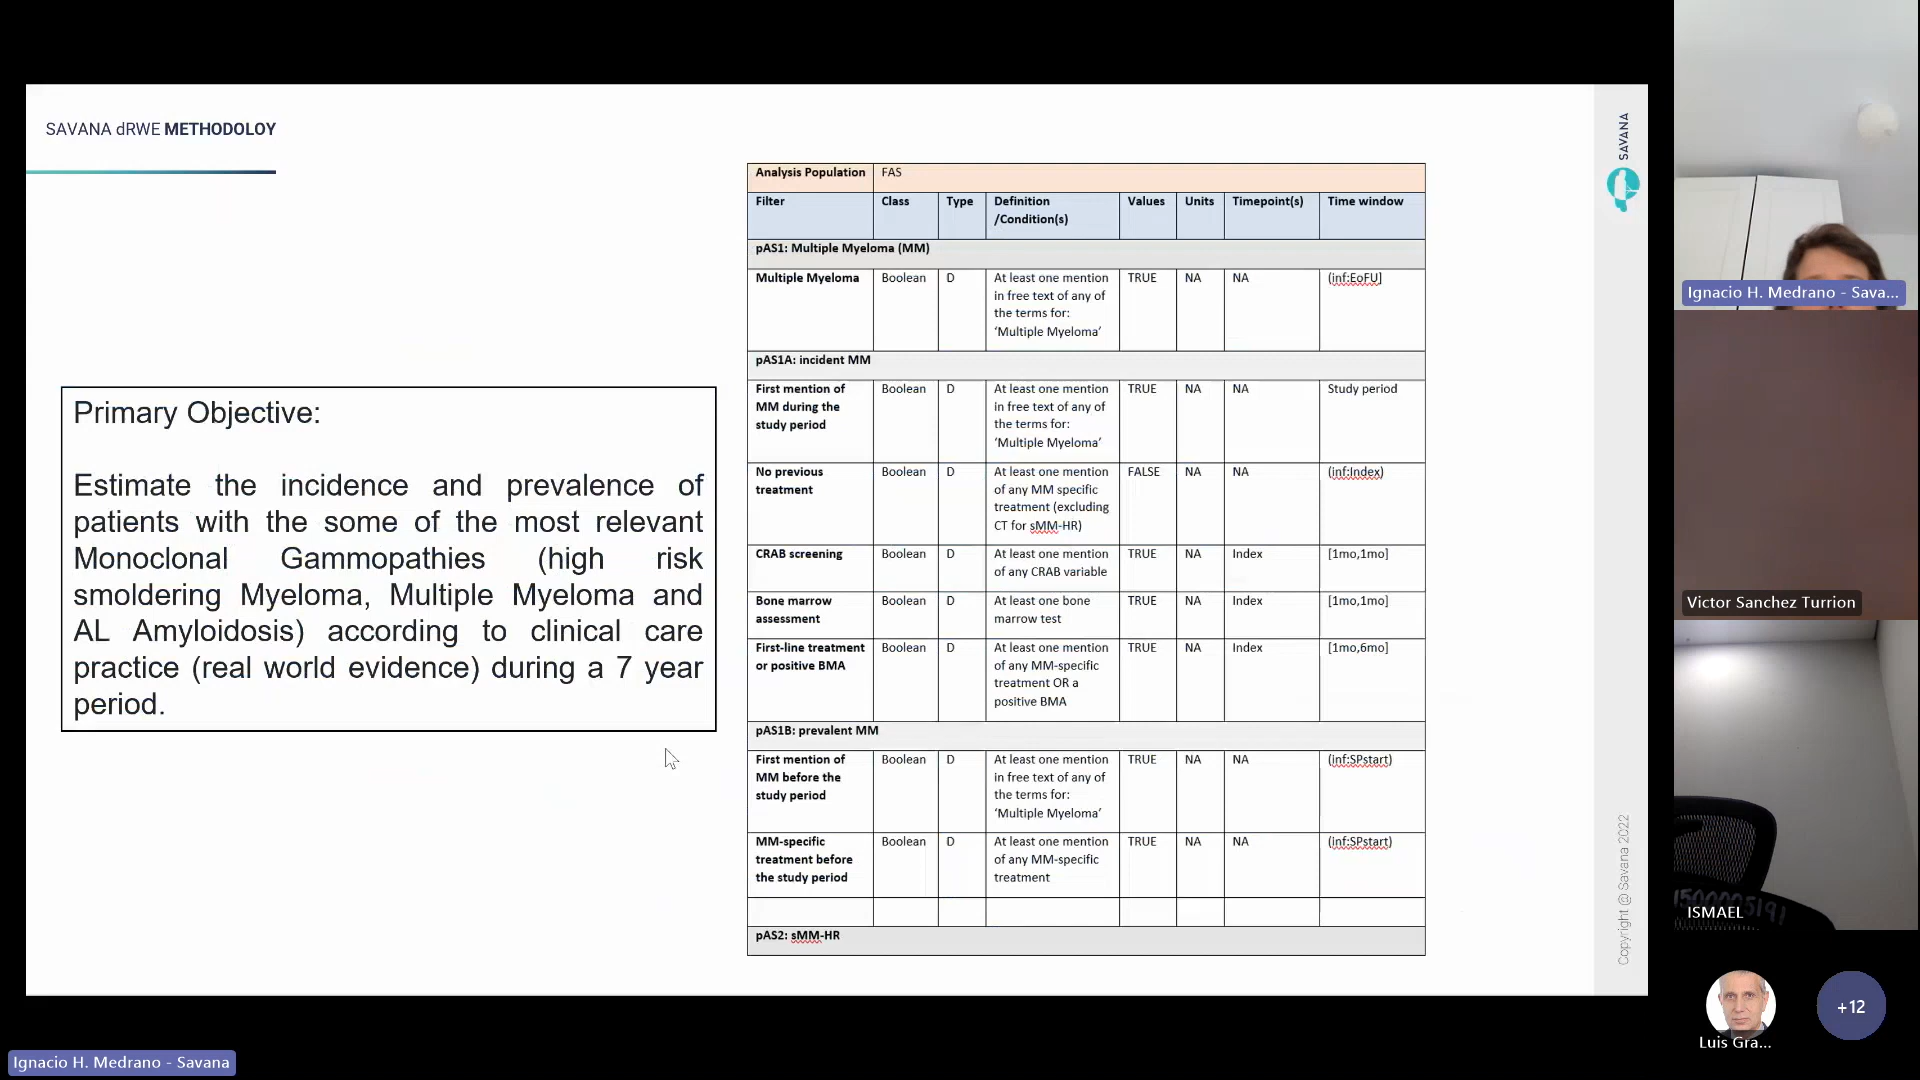 SAVANA dRWE METHODOLOY
Primary Objective:
Estimate the incidence and prevalence of
patients with the some of the most relevant
Monoclonal Gammopathies (high risk
smoldering Myeloma, Multiple Myeloma and
AL Amyloidosis) according to clinical care
practice (real world evidence) during a 7 year
period.
Analysis Population FAS
Filter Class Type Definition /Condition(s) Values Units Timepoint(s) Time window
pAS1: Multiple Myeloma (MM)
Multiple Myeloma Boolean D At least one mention in free text of any of the terms for: ‘Multiple Myeloma’ TRUE NA NA (inf:EoFU]
pAS1A: incident MM
First mention of MM during the study period Boolean D At least one mention in free text of any of the terms for: ‘Multiple Myeloma’ TRUE NA NA Study period
No previous treatment Boolean D At least one mention of any MM specific treatment (excluding CT for sMM-HR) FALSE NA NA (inf:Index)
CRAB screening Boolean D At least one mention of any CRAB variable TRUE NA Index [1mo,1mo]
Bone marrow assessment Boolean D At least one bone marrow test TRUE NA Index [1mo,1mo]
First-line treatment or positive BMA Boolean D At least one mention of any MM-specific treatment OR a positive BMA TRUE NA Index [1mo,6mo]
pAS1B: prevalent MM
First mention of MM before the study period Boolean D At least one mention in free text of any of the terms for: ‘Multiple Myeloma’ TRUE NA NA (inf:SPstart)
MM-specific treatment before the study period Boolean D At least one mention of any MM-specific treatment TRUE NA NA (inf:SPstart)
pAS2: sMM-HR
SAVANA
Copyright @ Savana 2022
Ignacio H. Medrano - Sava...
Victor Sanchez Turrion
ISMAEL
Luis Gra...
+12
Ignacio H. Medrano - Savana